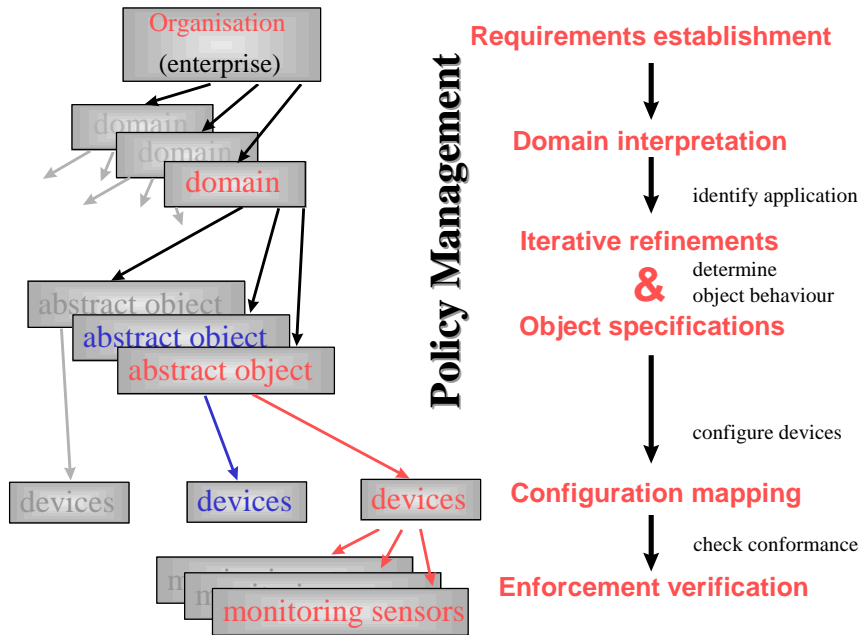 Organisation
(enterprise)
domain
domain
domain
abstract object
abstract object
abstract object
devices
devices
devices
monitoring sensors
Policy Management
Requirements establishment
Domain interpretation
identify application
Iterative refinements
&
determine
object behaviour
Object specifications
configure devices
Configuration mapping
check conformance
Enforcement verification